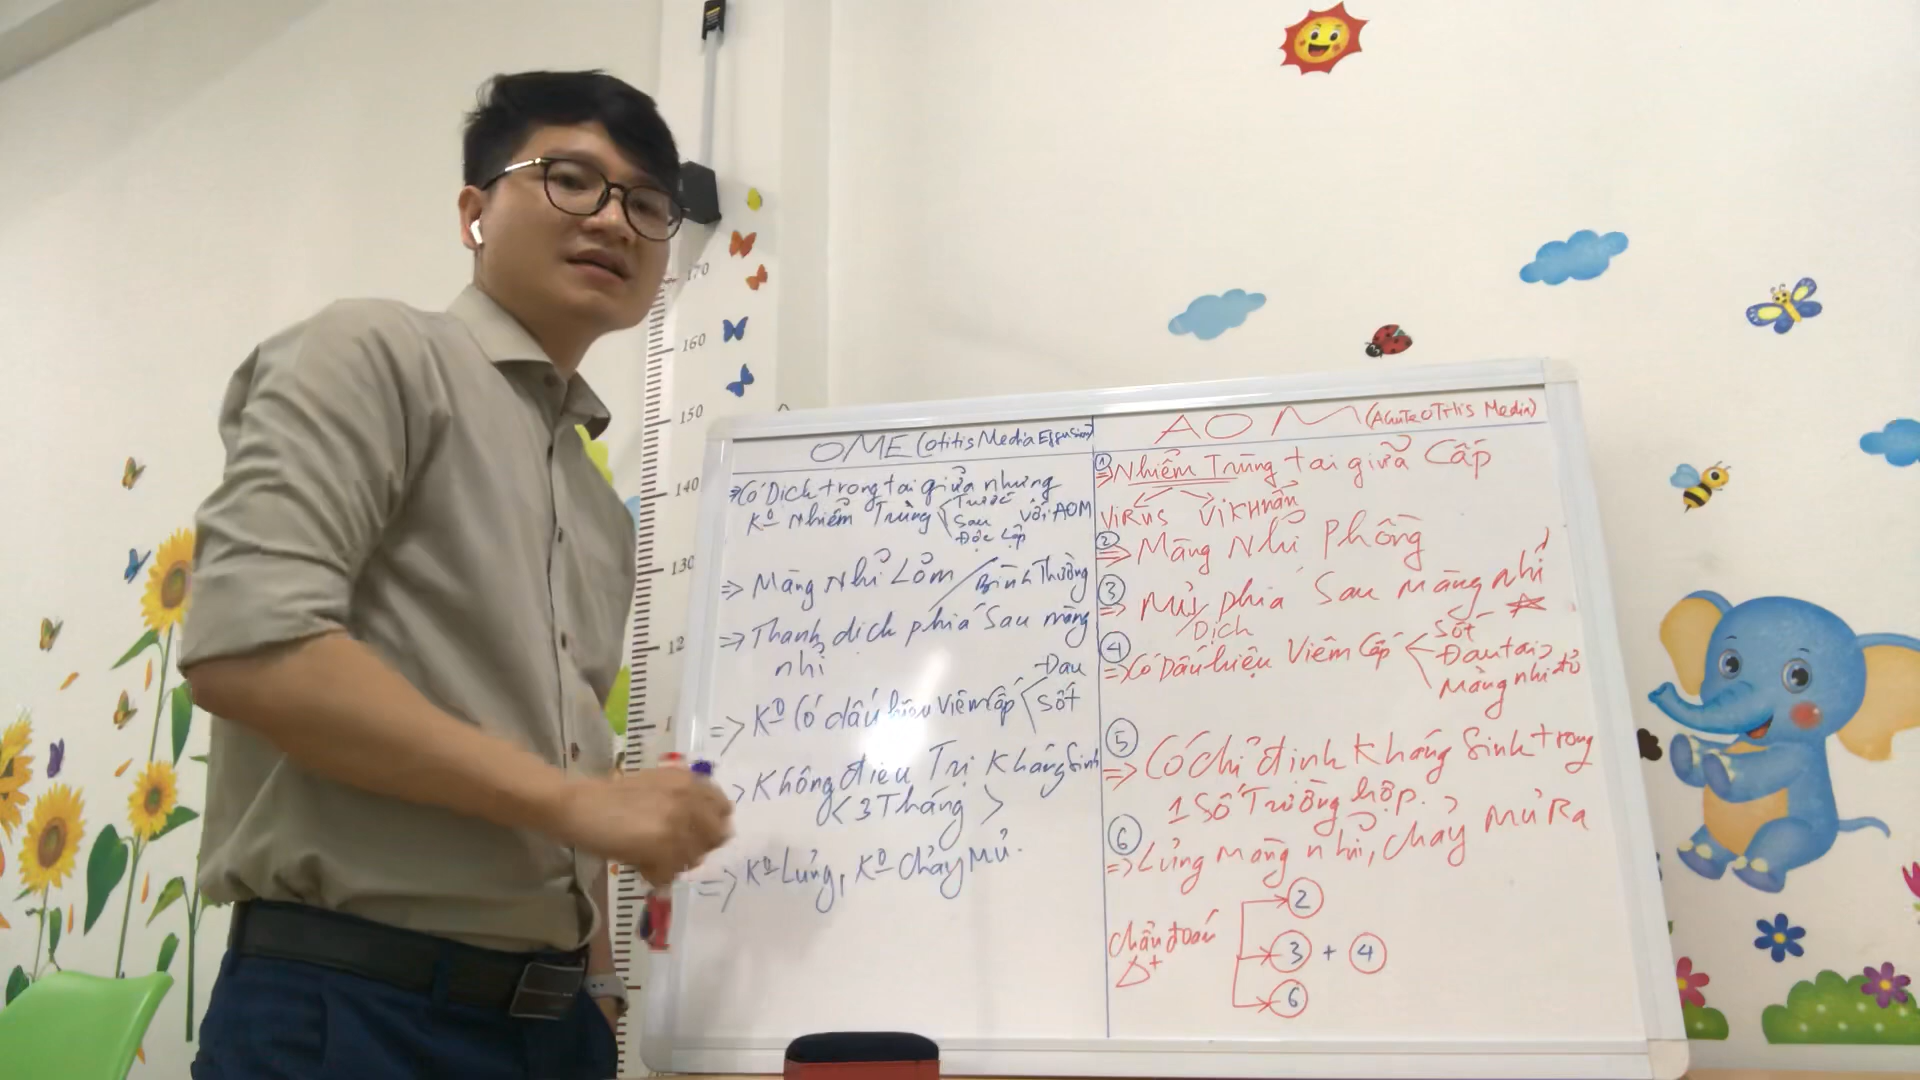 170
160
150
140
130
12
1
OME (otitis Media Effusion)
⇒ Có Dịch trong tai giữa nhưng
Kº Nhiễm Trùng < Trước
Sau với AOM
Độc Lập
⇒ Màng Nhĩ Lõm / Bình Thường
⇒ Thanh dịch phía Sau màng
nhĩ
⇒ Kº Có dấu hiệu Viêm Cấp < Đau
Sốt
Không điều Trị Kháng Sinh
< 3 Tháng >
⇒ Kº Lủng, Kº Chảy Mủ.
AOM (Acute OTitis Media)
① ⇒ Nhiễm Trùng tai giữa Cấp
ViRUS Vi KHuẩn
② ⇒ Màng Nhĩ Phồng
③ ⇒ Mủ / Dịch phía Sau màng nhĩ
④ ⇒ Có Dấu hiệu Viêm Cấp < Sốt
Đau tai
Màng nhĩ đỏ
⑤ ⇒ Có chỉ định Kháng Sinh trong
1 Số Trường hợp.
⑥ ⇒ Lủng màng nhĩ, Chảy Mủ Ra
Chẩn đoán
Δ+
②
③ + ④
⑥